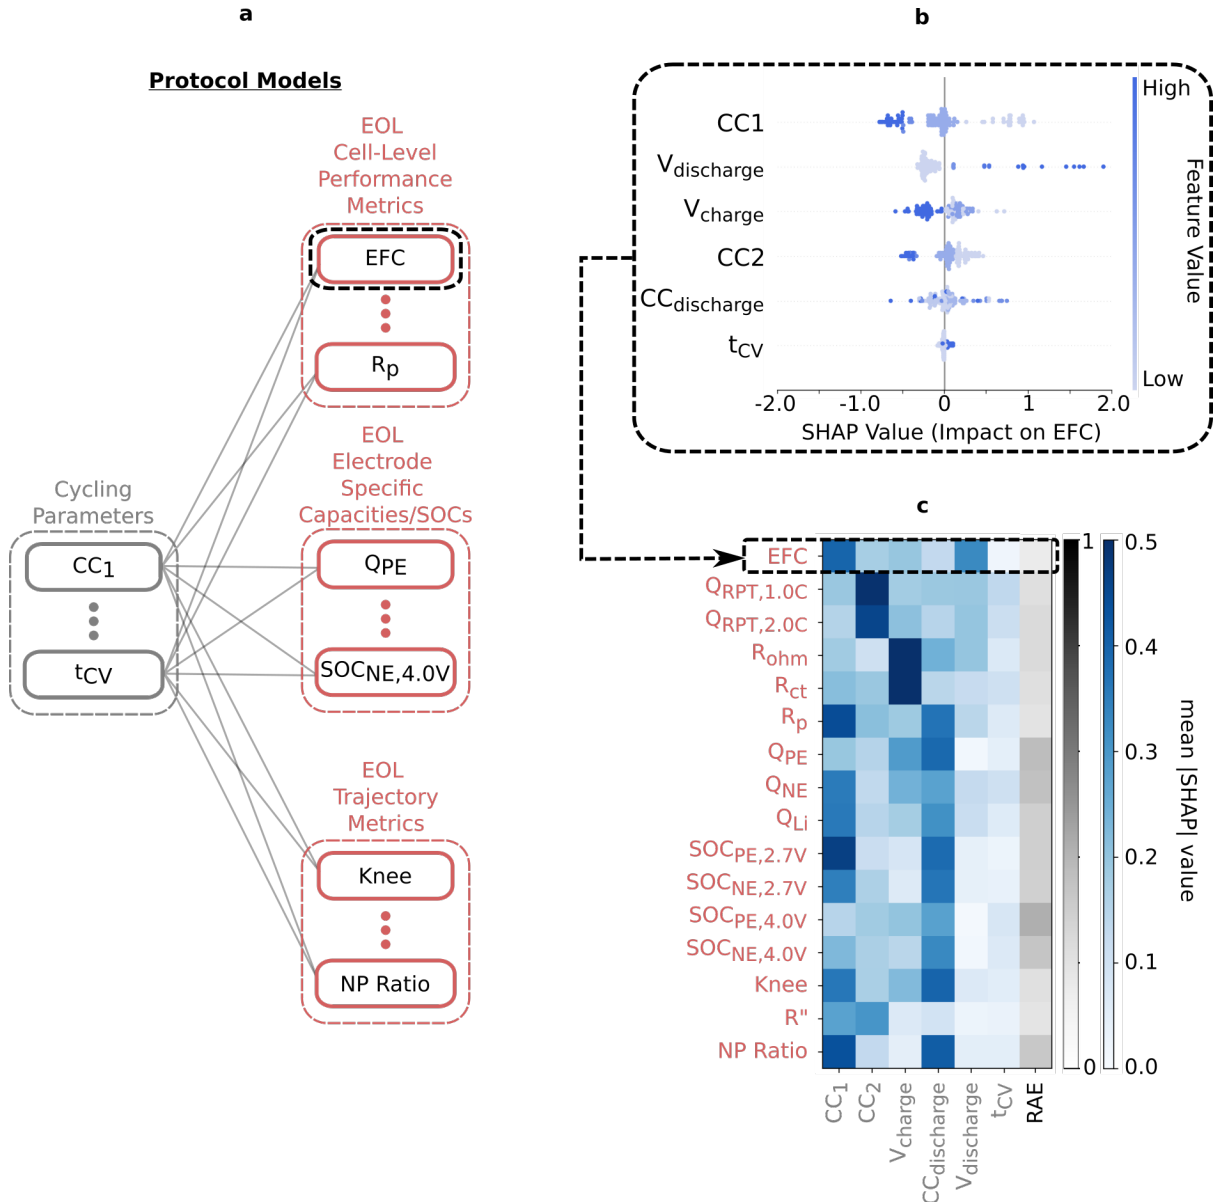 a
Protocol Models
EOL
Cell-Level
Performance
Metrics
EFC
Rp
EOL
Electrode
Specific
Capacities/SOCs
Cycling
Parameters
CC1
tCV
QPE
SOCNE,4.0V
EOL
Trajectory
Metrics
Knee
NP Ratio
b
CC1
Vdischarge
Vcharge
CC2
CCdischarge
tCV
-2.0 -1.0 0 1 2.0
SHAP Value (Impact on EFC)
High
Feature Value
Low
c
EFC
QRPT,1.0C
QRPT,2.0C
Rohm
Rct
Rp
QPE
QNE
QLi
SOCPE,2.7V
SOCNE,2.7V
SOCPE,4.0V
SOCNE,4.0V
Knee
R"
NP Ratio
CC1
CC2
Vcharge
CCdischarge
Vdischarge
tCV
RAE
1
0
0.5
0.4
0.3
0.2
0.1
0.0
mean |SHAP| value